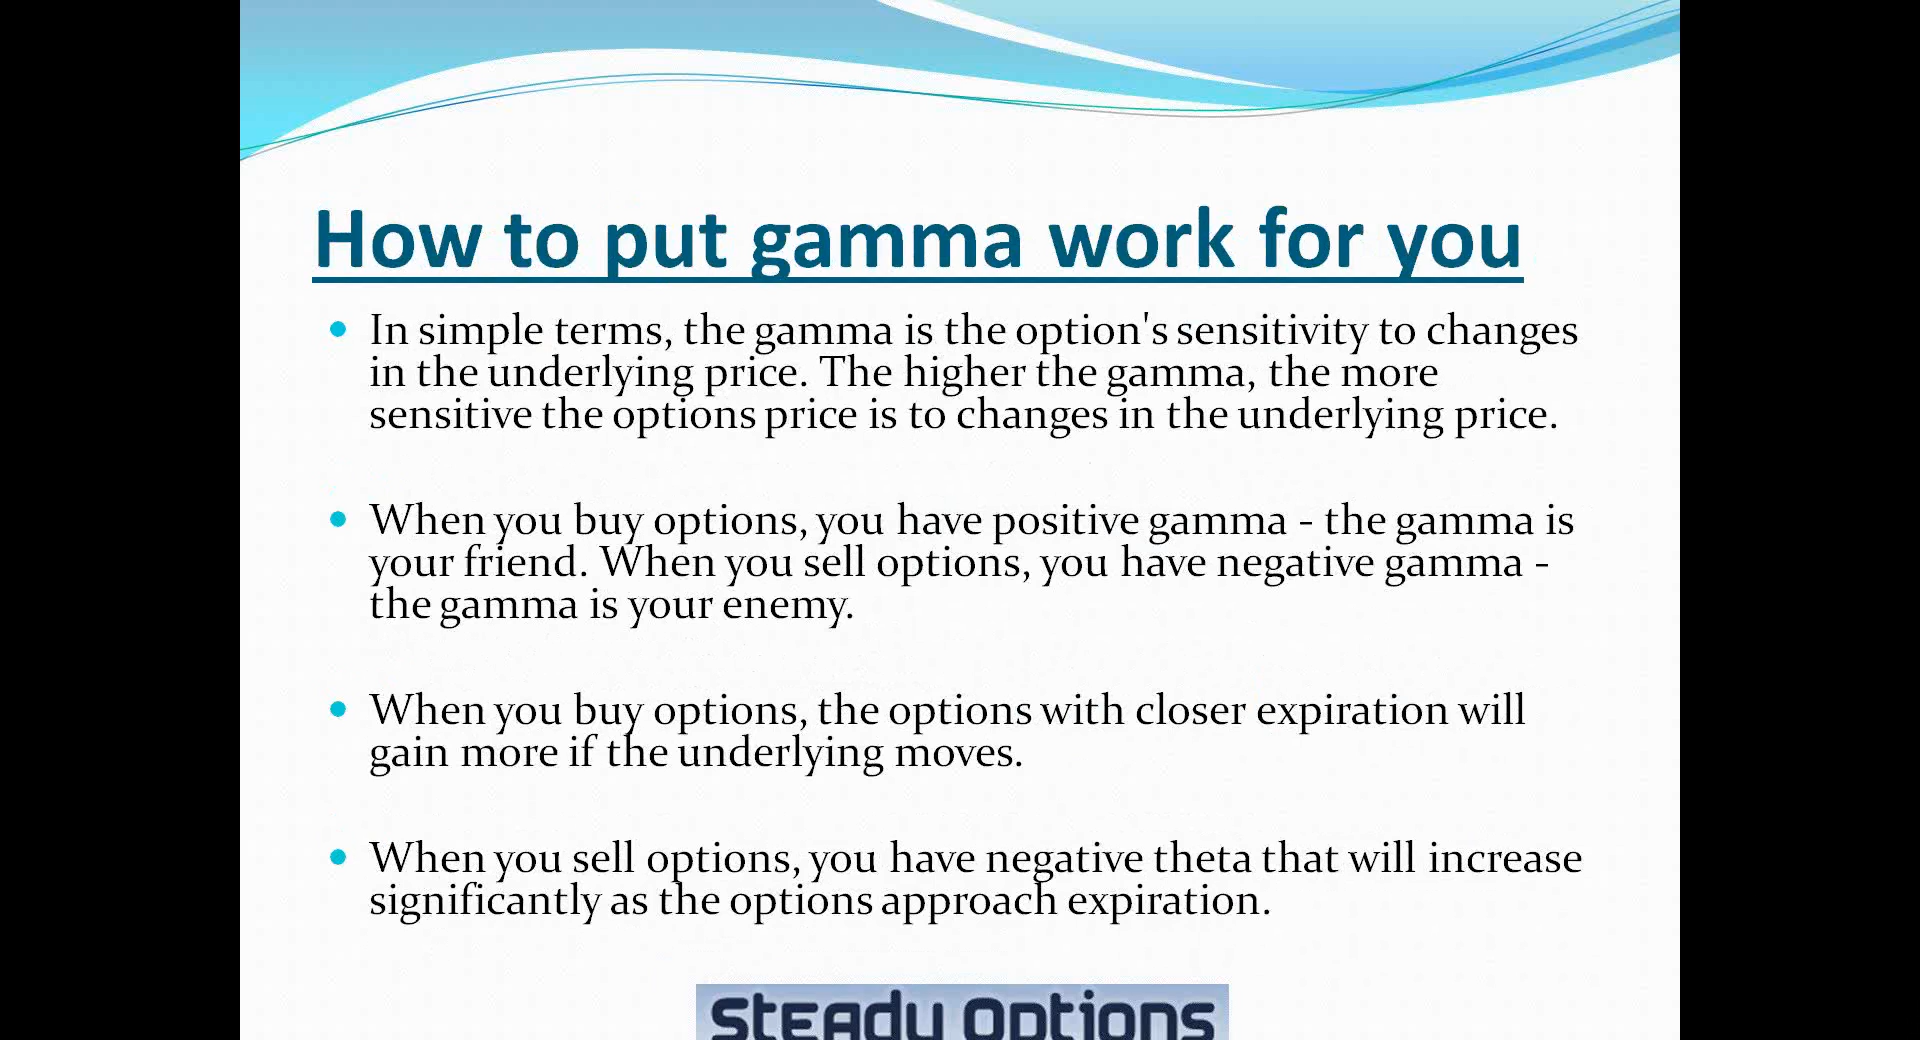 How to put gamma work for you
• In simple terms, the gamma is the option's sensitivity to changes
in the underlying price. The higher the gamma, the more
sensitive the options price is to changes in the underlying price.
• When you buy options, you have positive gamma - the gamma is
your friend. When you sell options, you have negative gamma -
the gamma is your enemy.
• When you buy options, the options with closer expiration will
gain more if the underlying moves.
• When you sell options, you have negative theta that will increase
significantly as the options approach expiration.
Steady Options